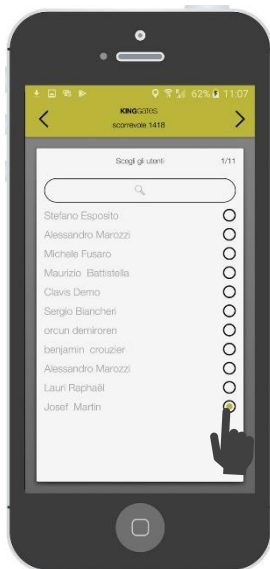 62% 11:07
KINGGATES
scorrevole 1418
Scegli gli utenti 1/11
Stefano Esposito
Alessandro Marozzi
Michele Fusaro
Maurizio Battistella
Clavis Demo
Sergio Biancheri
orcun demiroren
benjamin crouzier
Alessandro Marozzi
Lauri Raphaël
Josef Martin